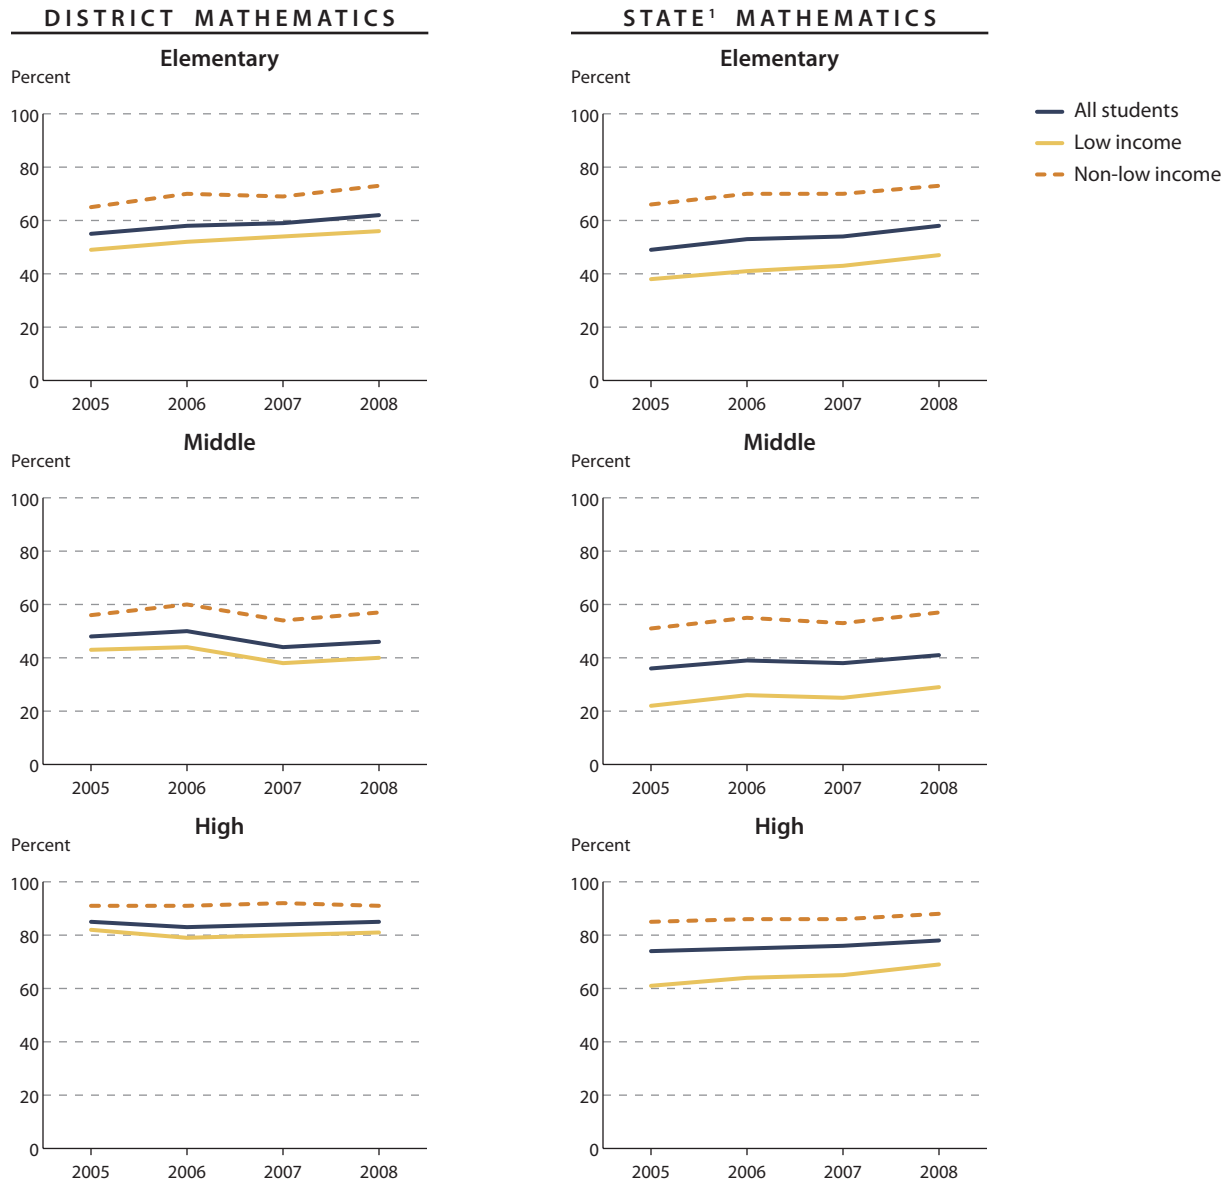 DISTRICT MATHEMATICS
Elementary
Percent
100
80
60
40
20
0
2005 2006 2007 2008
Middle
Percent
100
80
60
40
20
0
2005 2006 2007 2008
High
Percent
100
80
60
40
20
0
2005 2006 2007 2008
STATE¹ MATHEMATICS
Elementary
Percent
100
80
60
40
20
0
2005 2006 2007 2008
Middle
Percent
100
80
60
40
20
0
2005 2006 2007 2008
High
Percent
100
80
60
40
20
0
2005 2006 2007 2008
All students
Low income
Non-low income